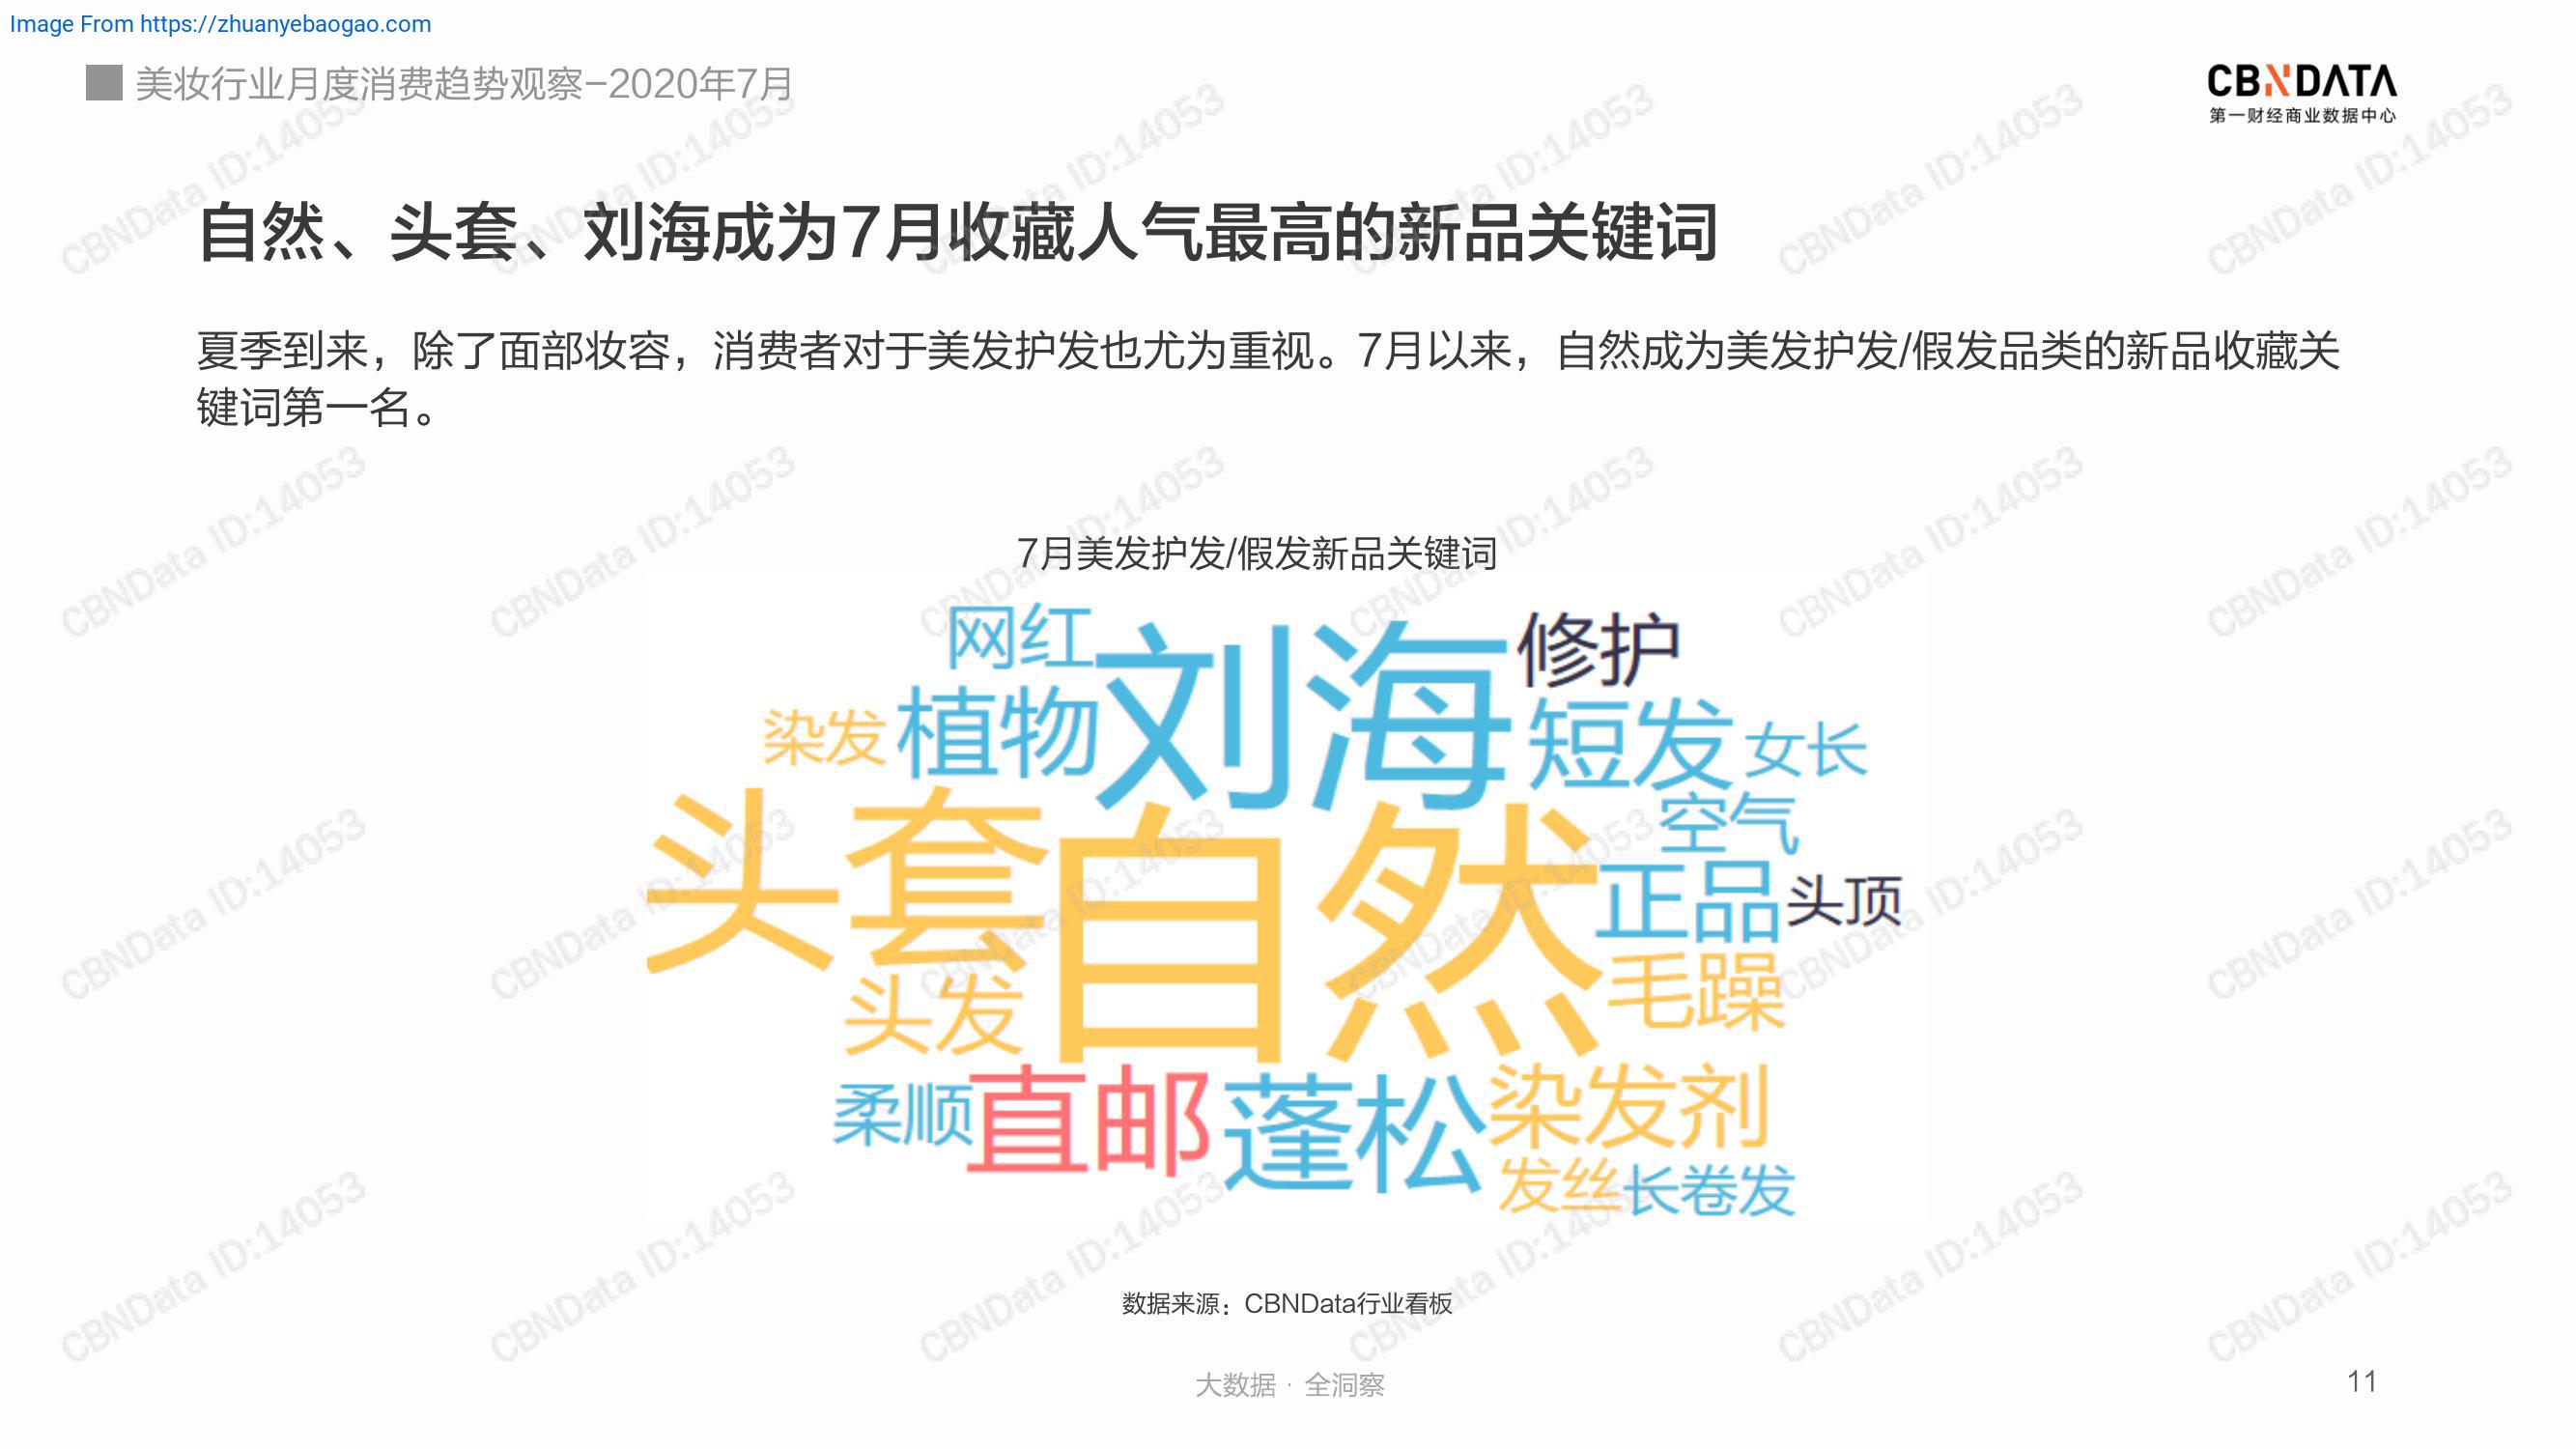 Image From https://zhuanyebaogao.com
美妆行业月度消费趋势观察-2020年7月
CBNDATA
第一财经商业数据中心
自然、头套、刘海成为7月收藏人气最高的新品关键词
夏季到来，除了面部妆容，消费者对于美发护发也尤为重视。7月以来，自然成为美发护发/假发品类的新品收藏关
键词第一名。
7月美发护发/假发新品关键词
网红
刘海
修护
染发
植物
短发
女长
空气
头套
自然
正品
头顶
头发
毛躁
柔顺
直邮
蓬松
染发剂
发丝
长卷发
数据来源：CBNData行业看板
大数据 · 全洞察
11
CBNData ID:14053